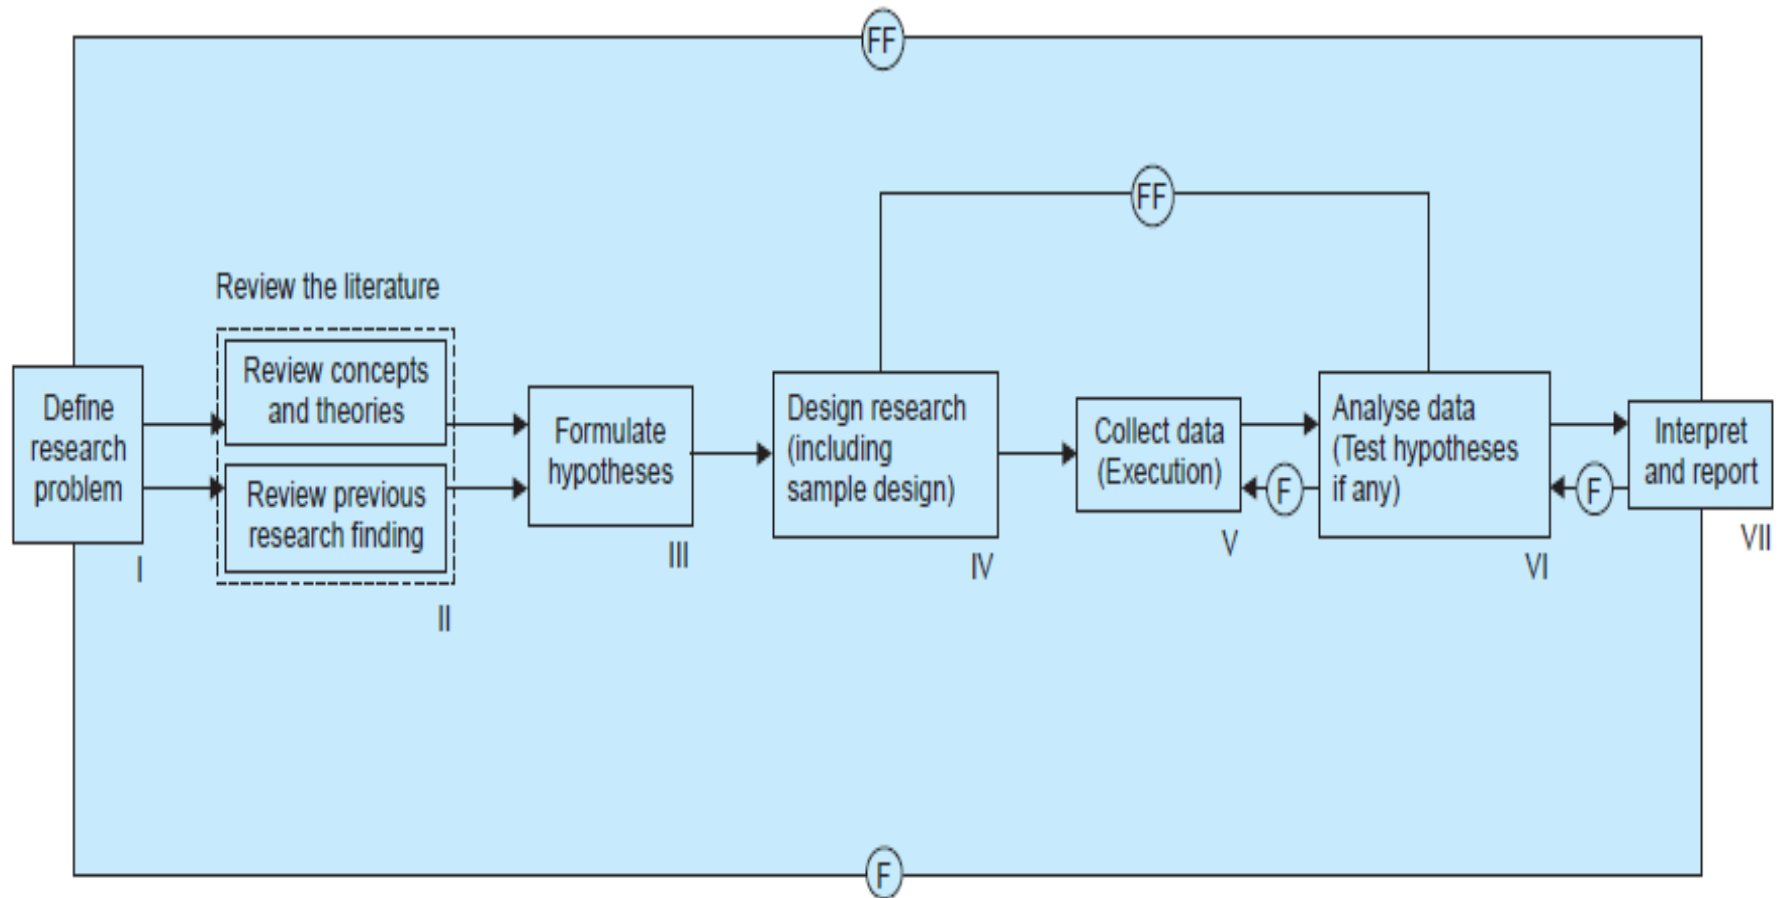 FF
FF
Review the literature
Define
research
problem
I
Review concepts
and theories
Review previous
research finding
II
Formulate
hypotheses
III
Design research
(including
sample design)
IV
Collect data
(Execution)
V
F
Analyse data
(Test hypotheses
if any)
VI
F
Interpret
and report
VII
F